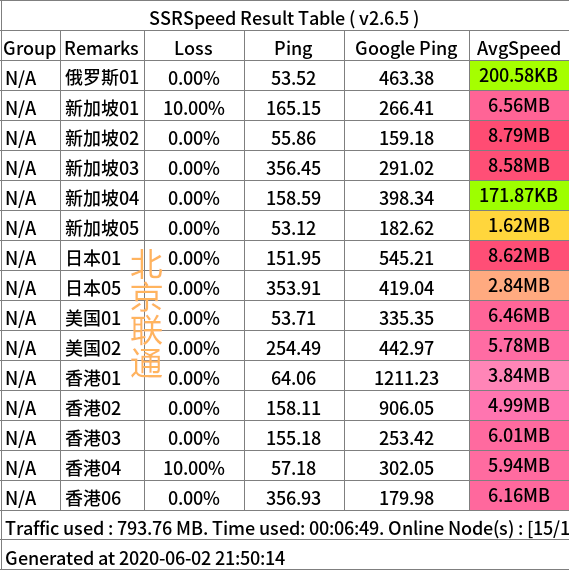 SSRSpeed Result Table ( v2.6.5 )
Group Remarks Loss Ping Google Ping AvgSpeed
N/A 俄罗斯01 0.00% 53.52 463.38 200.58KB
N/A 新加坡01 10.00% 165.15 266.41 6.56MB
N/A 新加坡02 0.00% 55.86 159.18 8.79MB
N/A 新加坡03 0.00% 356.45 291.02 8.58MB
N/A 新加坡04 0.00% 158.59 398.34 171.87KB
N/A 新加坡05 0.00% 53.12 182.62 1.62MB
N/A 日本01 0.00% 151.95 545.21 8.62MB
N/A 日本05 0.00% 353.91 419.04 2.84MB
N/A 美国01 0.00% 53.71 335.35 6.46MB
N/A 美国02 0.00% 254.49 442.97 5.78MB
N/A 香港01 0.00% 64.06 1211.23 3.84MB
N/A 香港02 0.00% 158.11 906.05 4.99MB
N/A 香港03 0.00% 155.18 253.42 6.01MB
N/A 香港04 10.00% 57.18 302.05 5.94MB
N/A 香港06 0.00% 356.93 179.98 6.16MB
Traffic used : 793.76 MB. Time used: 00:06:49. Online Node(s) : [15/1
Generated at 2020-06-02 21:50:14
北京联通